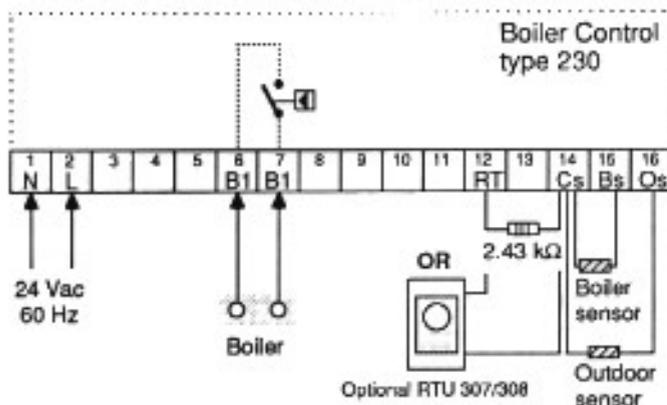 Boiler Control
type 230
1 2 3 4 5 6 7 8 9 10 11 12 13 14 15 16
N L B1 B1 RT Cs Bs Os
2.43 kΩ
OR
24 Vac
60 Hz
Boiler
sensor
Boiler
Outdoor
sensor
Optional RTU 307/308